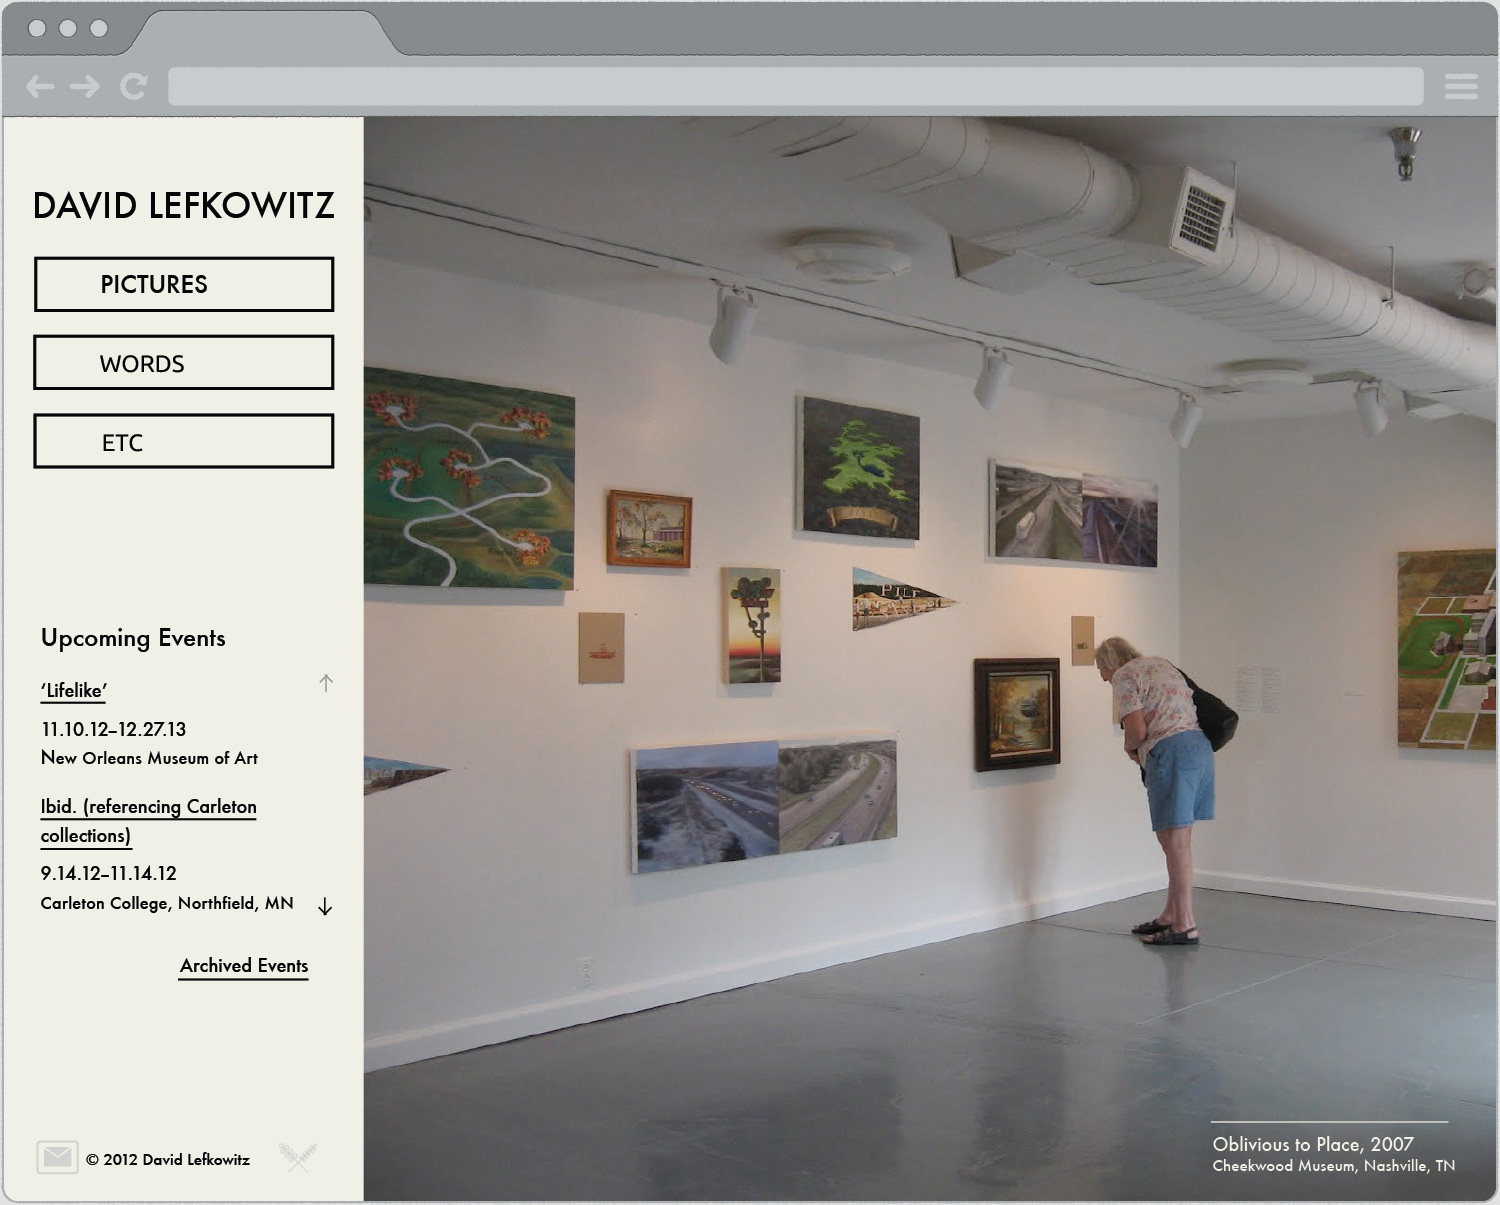 DAVID LEFKOWITZ
PICTURES
WORDS
ETC
Upcoming Events
‘Lifelike’
11.10.12–12.27.13
New Orleans Museum of Art
Ibid. (referencing Carleton
collections)
9.14.12–11.14.12
Carleton College, Northfield, MN
Archived Events
© 2012 David Lefkowitz
PILE
Oblivious to Place, 2007
Cheekwood Museum, Nashville, TN